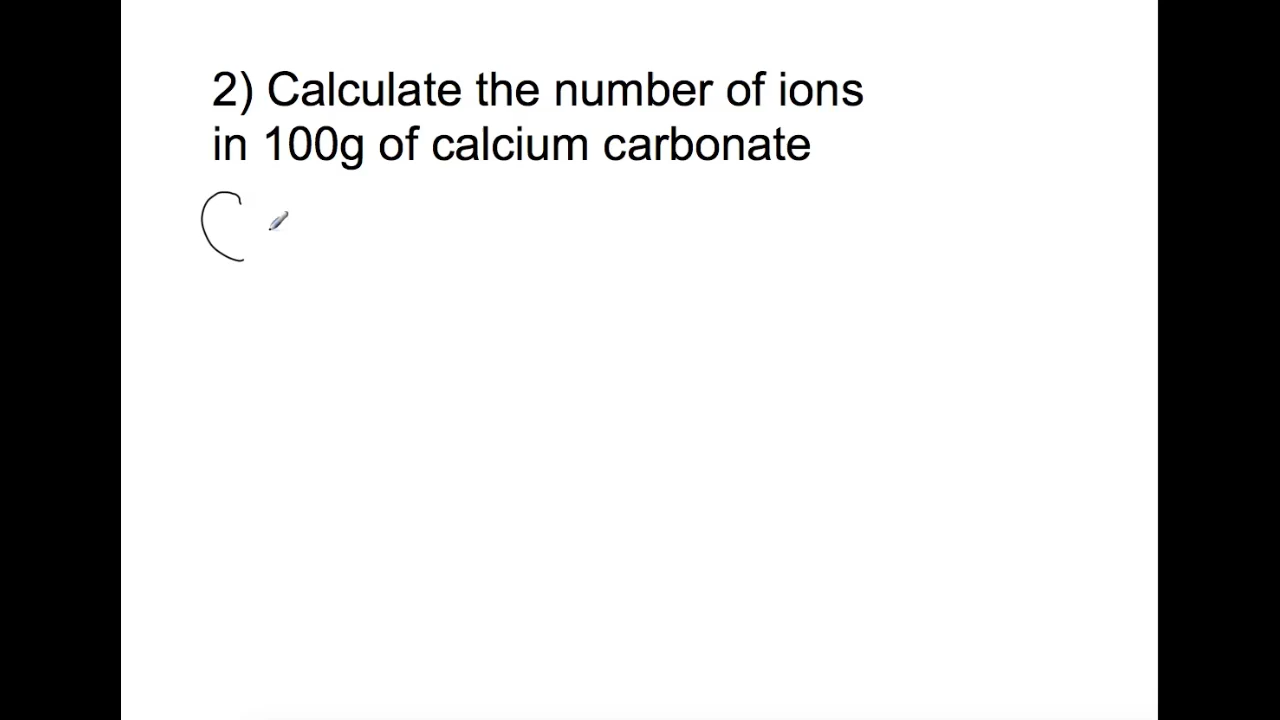 2) Calculate the number of ions
in 100g of calcium carbonate
C